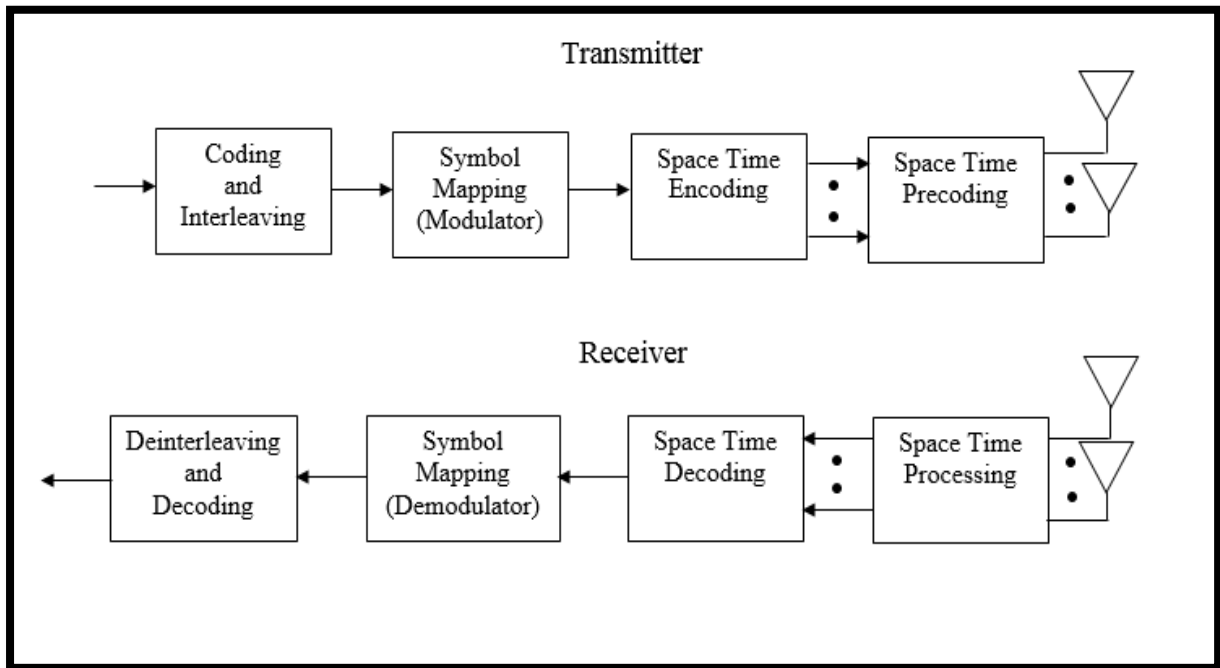 Transmitter
Coding
and
Interleaving
Symbol
Mapping
(Modulator)
Space Time
Encoding
Space Time
Precoding
Receiver
Deinterleaving
and
Decoding
Symbol
Mapping
(Demodulator)
Space Time
Decoding
Space Time
Processing